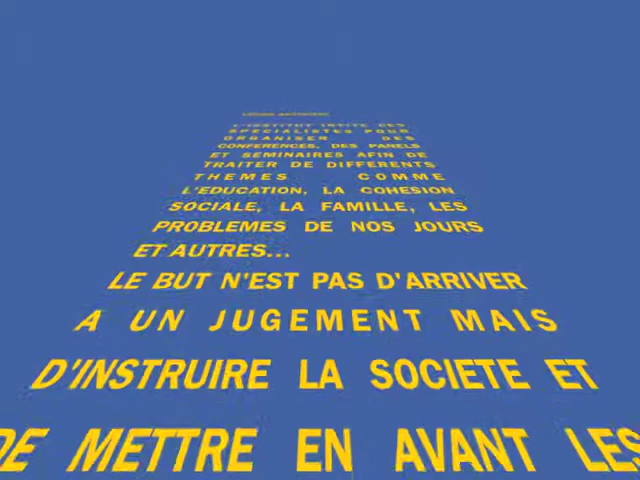 L'INSTITUT INVITE DES
SPECIALISTES POUR
ORGANISER DES
CONFERENCES, DES PANELS
ET SEMINAIRES AFIN DE
TRAITER DE DIFFERENTS
THEMES COMME
L'EDUCATION, LA COHESION
SOCIALE, LA FAMILLE, LES
PROBLEMES DE NOS JOURS
ET AUTRES...
LE BUT N'EST PAS D'ARRIVER
A UN JUGEMENT MAIS
D'INSTRUIRE LA SOCIETE ET
DE METTRE EN AVANT LES